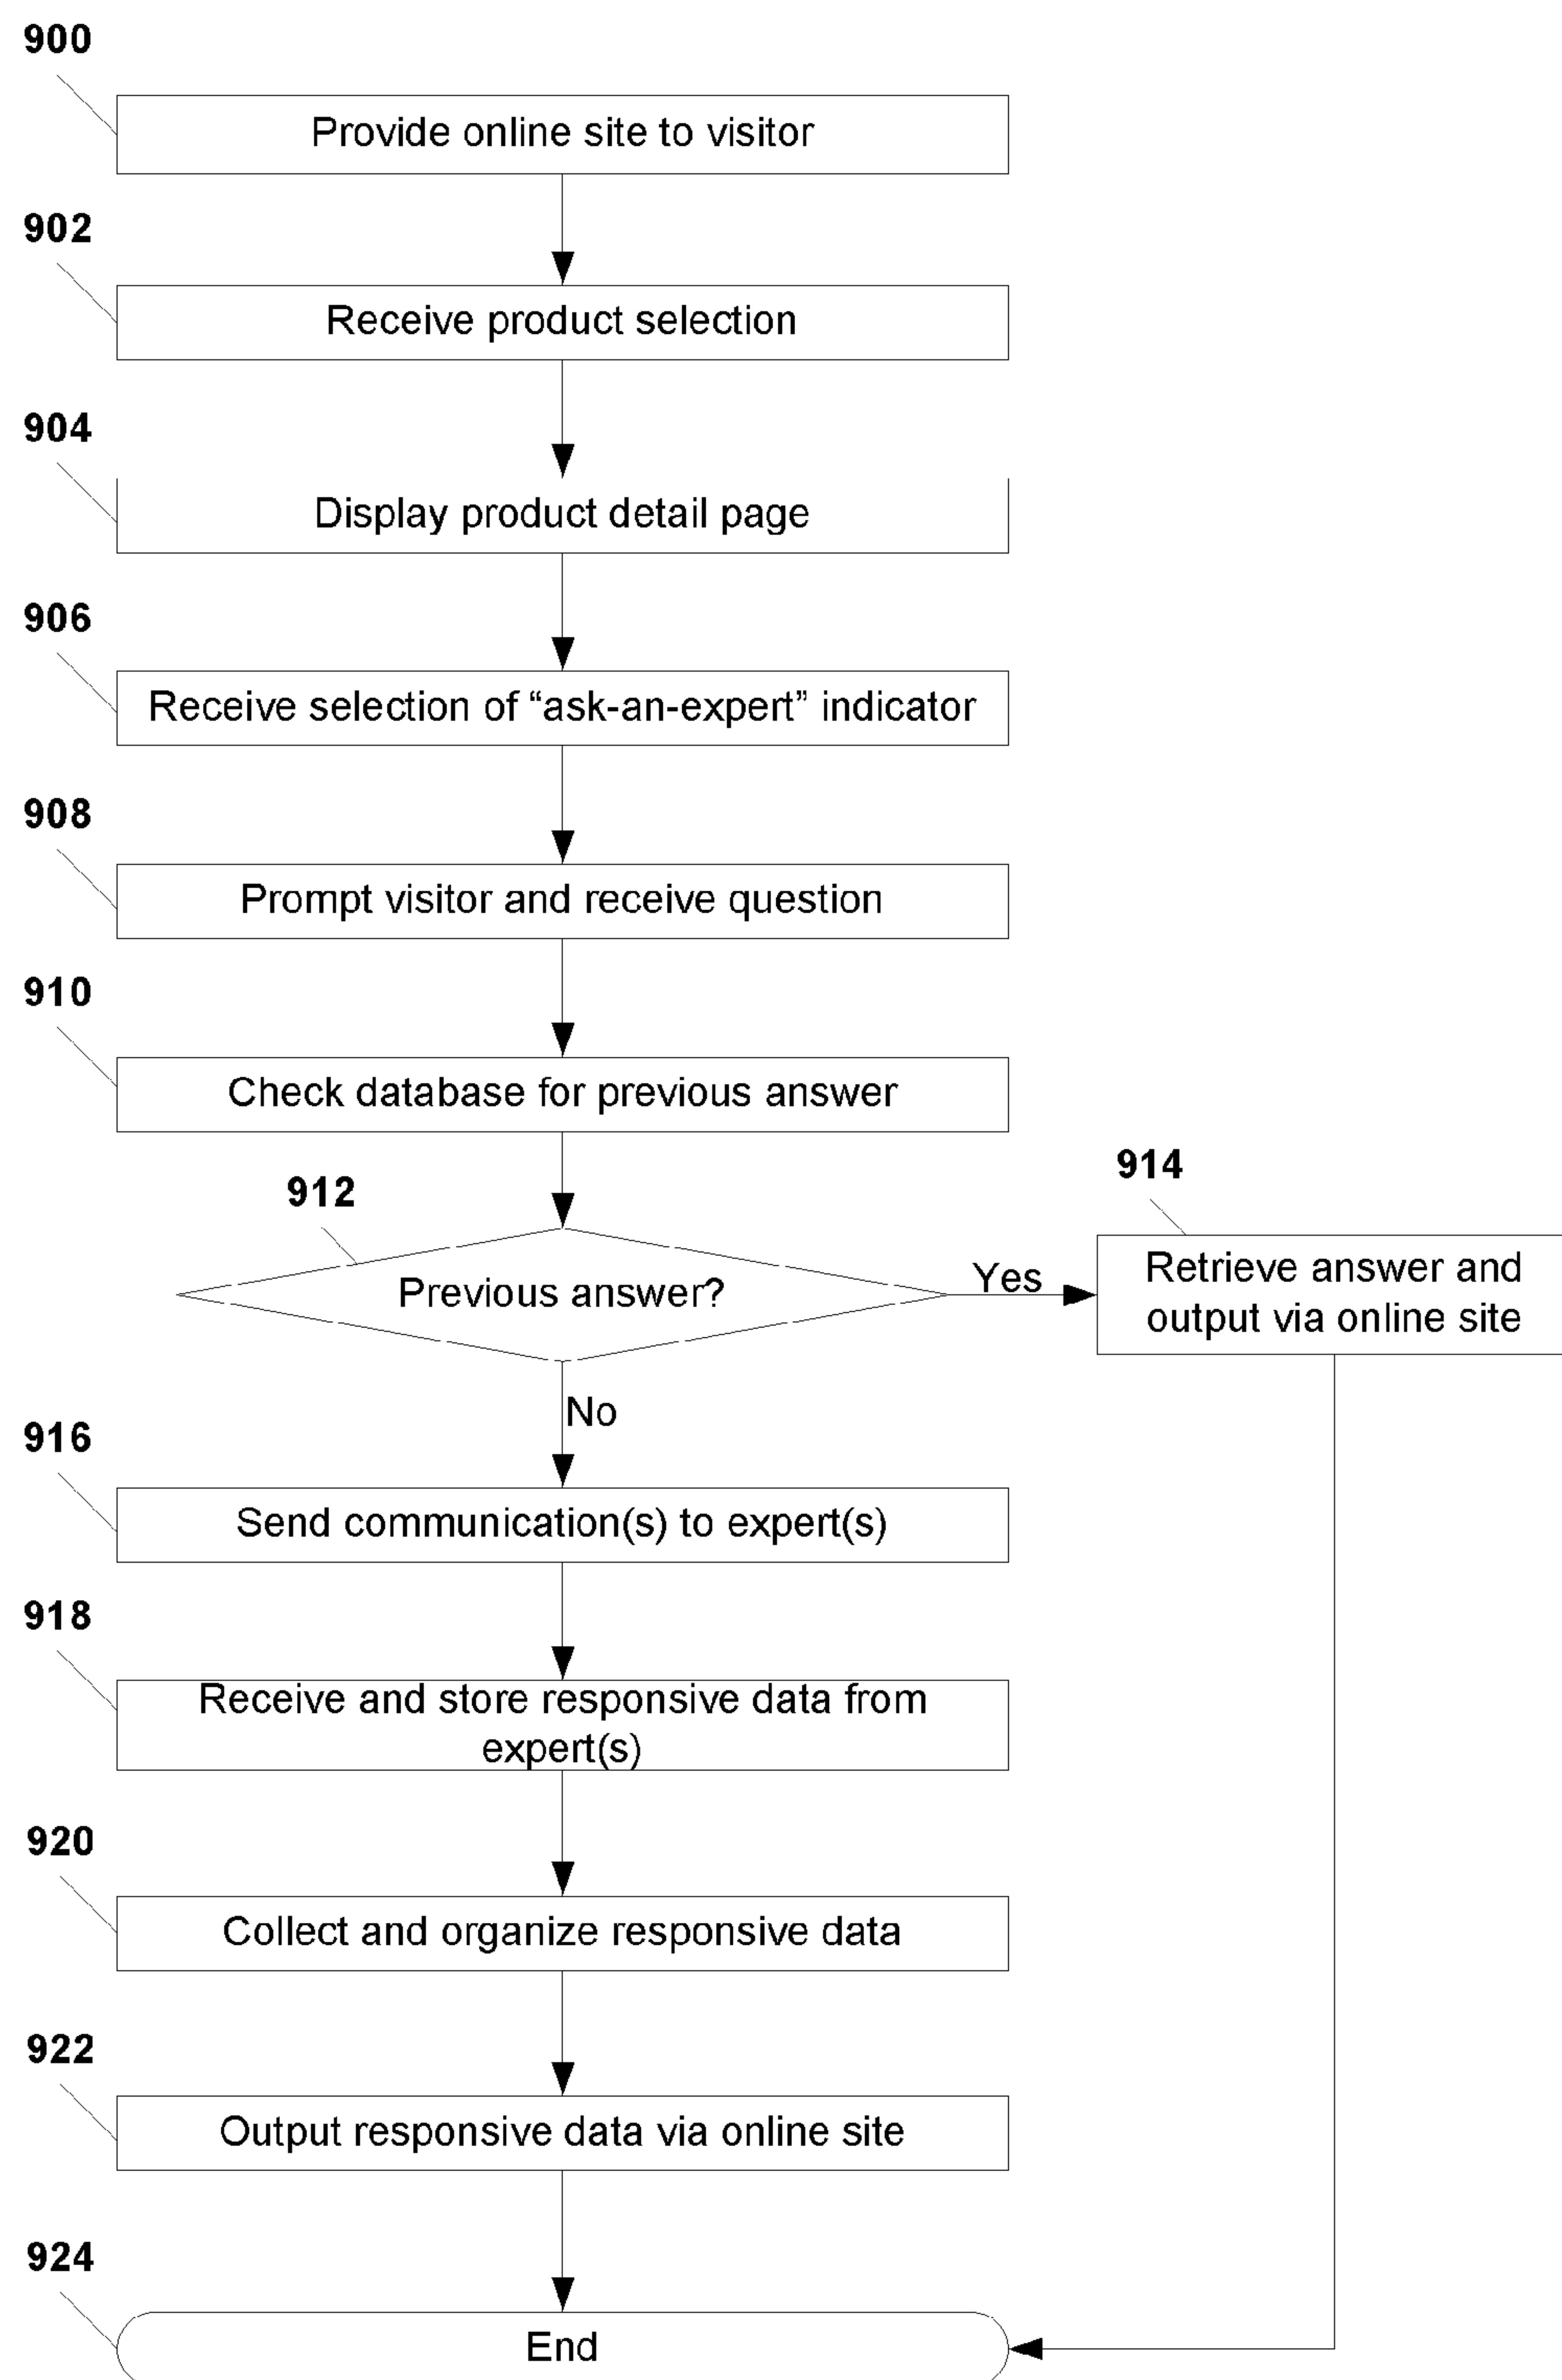 900
Provide online site to visitor
902
Receive product selection
904
Display product detail page
906
Receive selection of “ask-an-expert” indicator
908
Prompt visitor and receive question
910
Check database for previous answer
912
Previous answer?
Yes
914
Retrieve answer and
output via online site
No
916
Send communication(s) to expert(s)
918
Receive and store responsive data from
expert(s)
920
Collect and organize responsive data
922
Output responsive data via online site
924
End